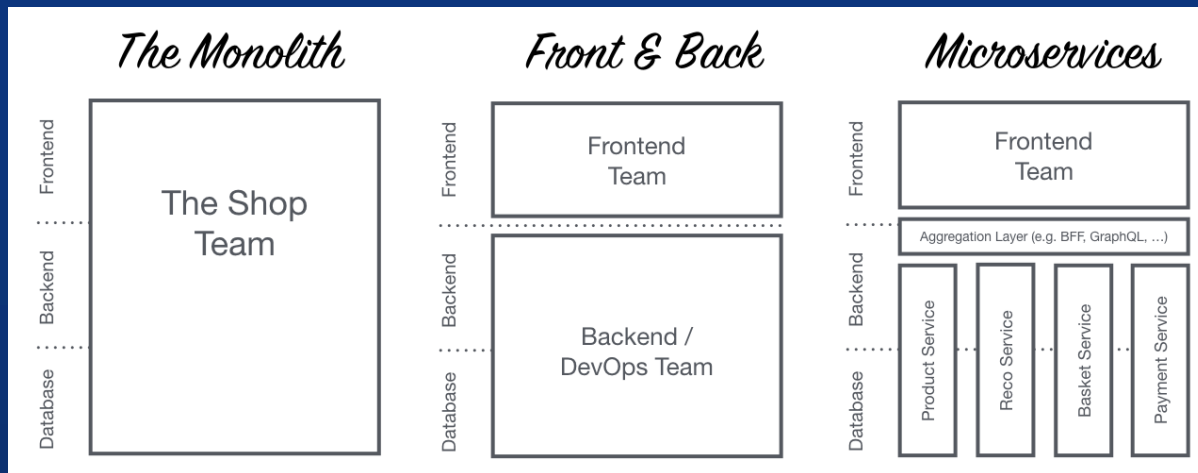 The Monolith
Frontend
Backend
Database
The Shop
Team
Front & Back
Frontend
Backend
Database
Frontend
Team
Backend /
DevOps Team
Microservices
Frontend
Backend
Database
Frontend
Team
Aggregation Layer (e.g. BFF, GraphQL, ...)
Product Service
Reco Service
Basket Service
Payment Service